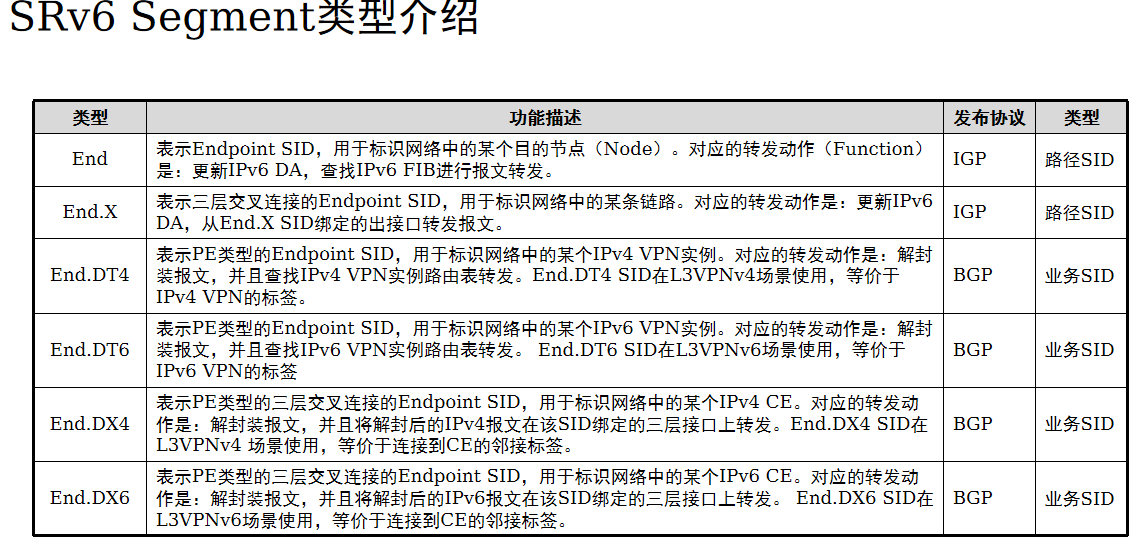 SRv6 Segment类型介绍
类型 功能描述 发布协议 类型
End
表示Endpoint SID，用于标识网络中的某个目的节点（Node）。对应的转发动作（Function）
是：更新IPv6 DA，查找IPv6 FIB进行报文转发。
IGP
路径SID
End.X
表示三层交叉连接的Endpoint SID，用于标识网络中的某条链路。对应的转发动作是：更新IPv6
DA，从End.X SID绑定的出接口转发报文。
IGP
路径SID
End.DT4
表示PE类型的Endpoint SID，用于标识网络中的某个IPv4 VPN实例。对应的转发动作是：解封
装报文，并且查找IPv4 VPN实例路由表转发。End.DT4 SID在L3VPNv4场景使用，等价于
IPv4 VPN的标签。
BGP
业务SID
End.DT6
表示PE类型的Endpoint SID，用于标识网络中的某个IPv6 VPN实例。对应的转发动作是：解封
装报文，并且查找IPv6 VPN实例路由表转发。 End.DT6 SID在L3VPNv6场景使用，等价于
IPv6 VPN的标签
BGP
业务SID
End.DX4
表示PE类型的三层交叉连接的Endpoint SID，用于标识网络中的某个IPv4 CE。对应的转发动
作是：解封装报文，并且将解封后的IPv4报文在该SID绑定的三层接口上转发。End.DX4 SID在
L3VPNv4 场景使用，等价于连接到CE的邻接标签。
BGP
业务SID
End.DX6
表示PE类型的三层交叉连接的Endpoint SID，用于标识网络中的某个IPv6 CE。对应的转发动
作是：解封装报文，并且将解封后的IPv6报文在该SID绑定的三层接口上转发。 End.DX6 SID在
L3VPNv6场景使用，等价于连接到CE的邻接标签。
BGP
业务SID